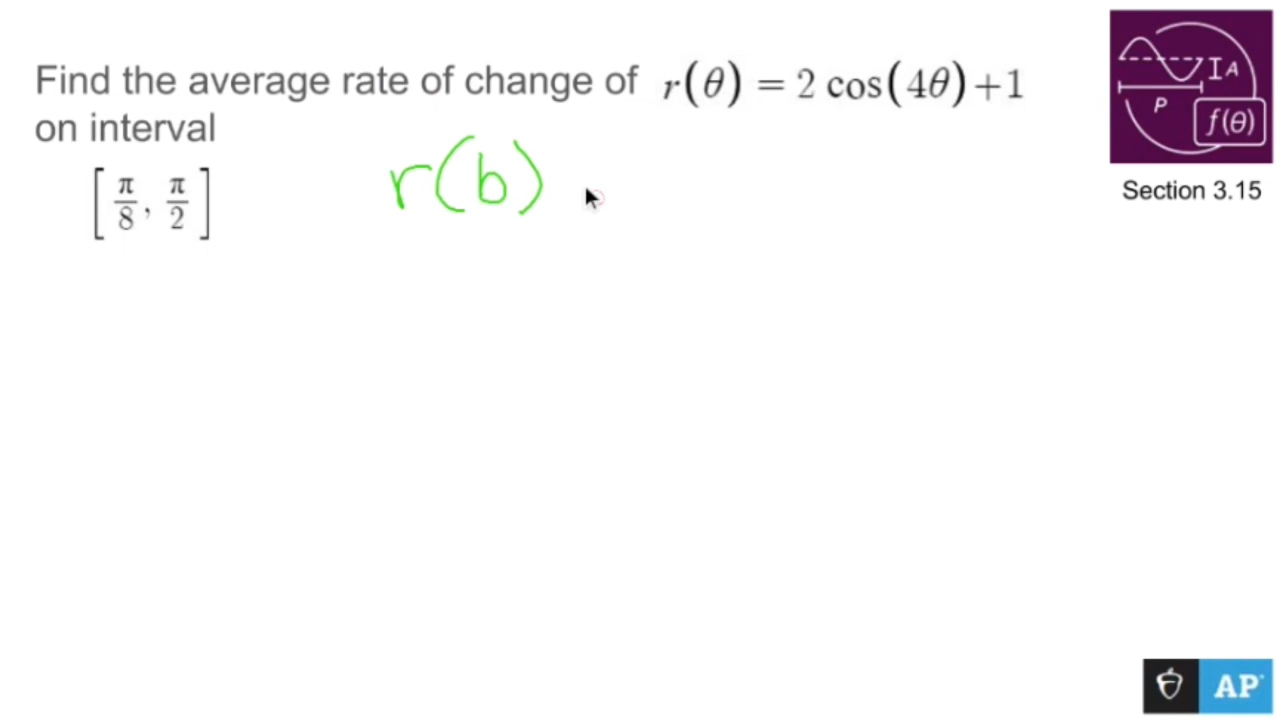 Find the average rate of change of r(θ) = 2 cos(4θ)+1
on interval
[π/8, π/2]
r(b)
I A
P
f(θ)
Section 3.15
AP